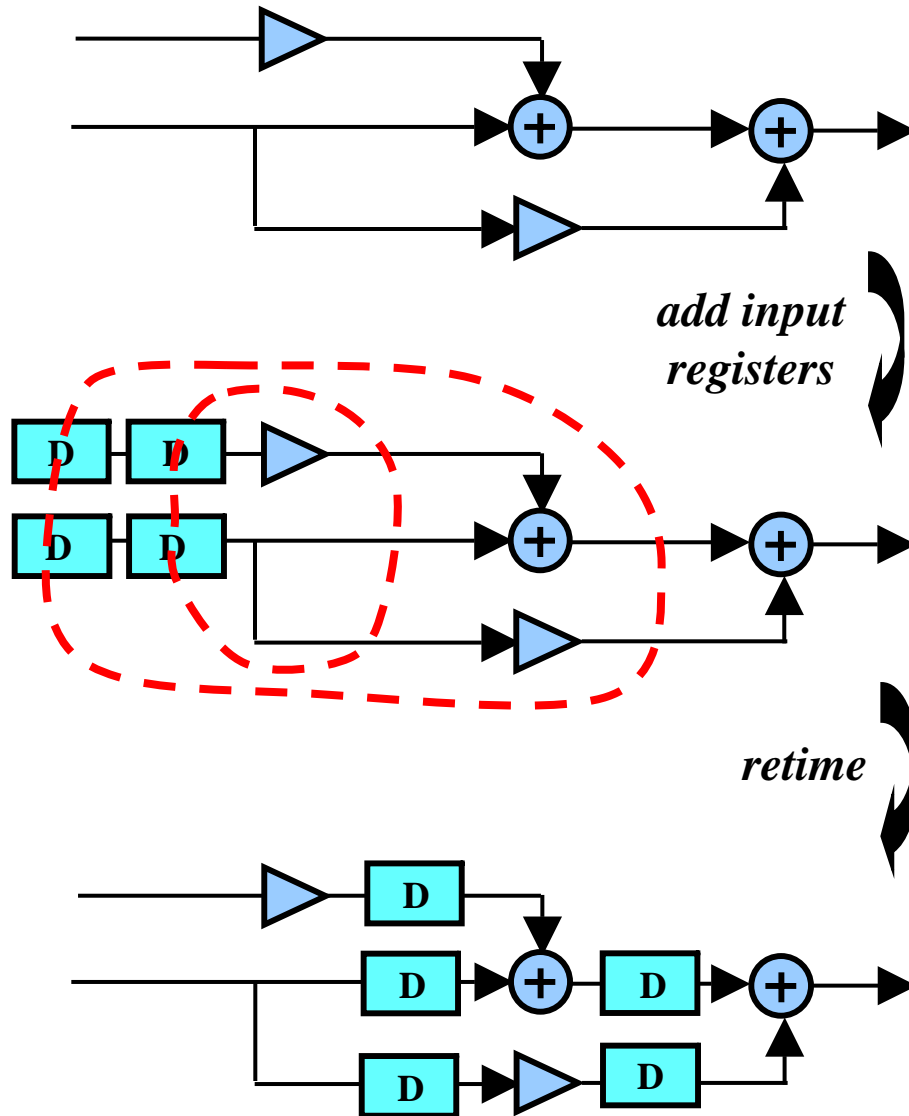 + +
add input
registers
D D
D D
+ +
retime
D
D + D +
D D